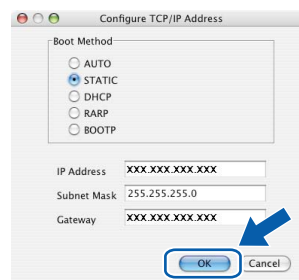 Configure TCP/IP Address
Boot Method
AUTO
STATIC
DHCP
RARP
BOOTP
IP Address XXX.XXX.XXX.XXX
Subnet Mask 255.255.255.0
Gateway XXX.XXX.XXX.XXX
OK Cancel